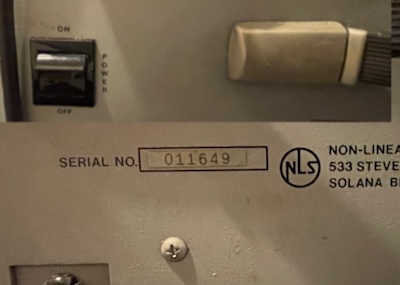 ON
POWER
OFF
SERIAL NO. 011649
NLS
NON-LINEA
533 STEVE
SOLANA B